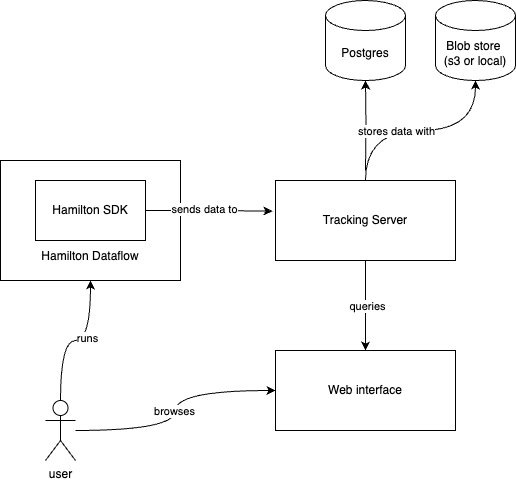 Postgres
Blob store
(s3 or local)
stores data with
Hamilton SDK
sends data to
Tracking Server
Hamilton Dataflow
queries
runs
Web interface
browses
user